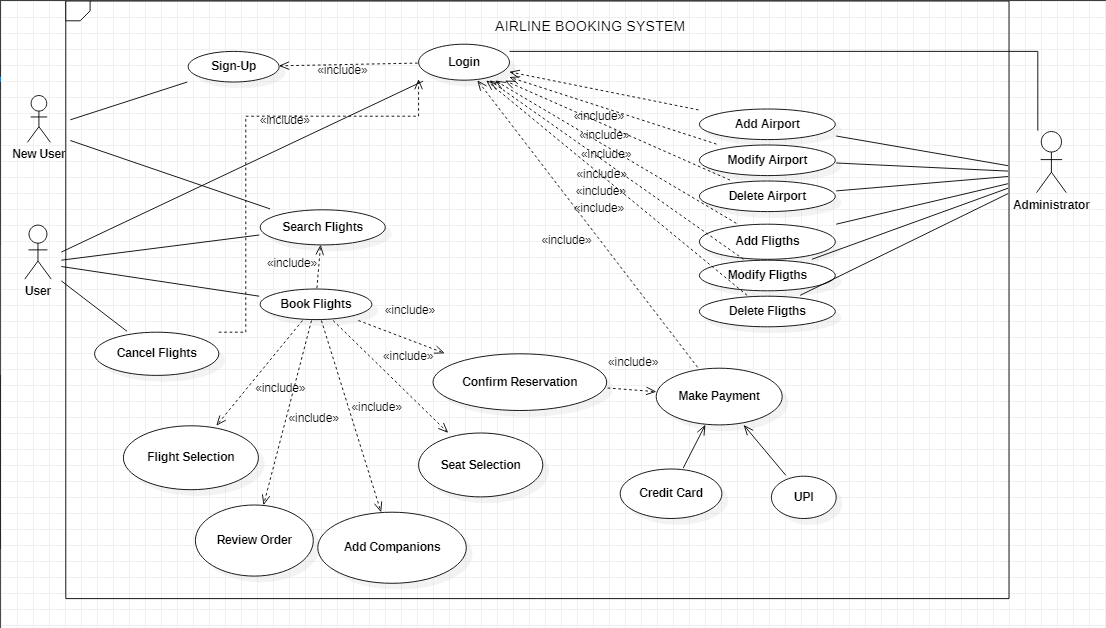 AIRLINE BOOKING SYSTEM
Sign-Up
«include»
Login
New User
«include»
«include»
«include»
«include»
«include»
«include»
«include»
«include»
Add Airport
Modify Airport
Delete Airport
Administrator
Search Flights
Add Fligths
User
«include»
Modify Fligths
Book Flights
«include»
Delete Fligths
Cancel Flights
«include»
«include»
Confirm Reservation
Make Payment
«include»
«include»
«include»
Flight Selection
Seat Selection
Credit Card
UPI
Review Order
Add Companions